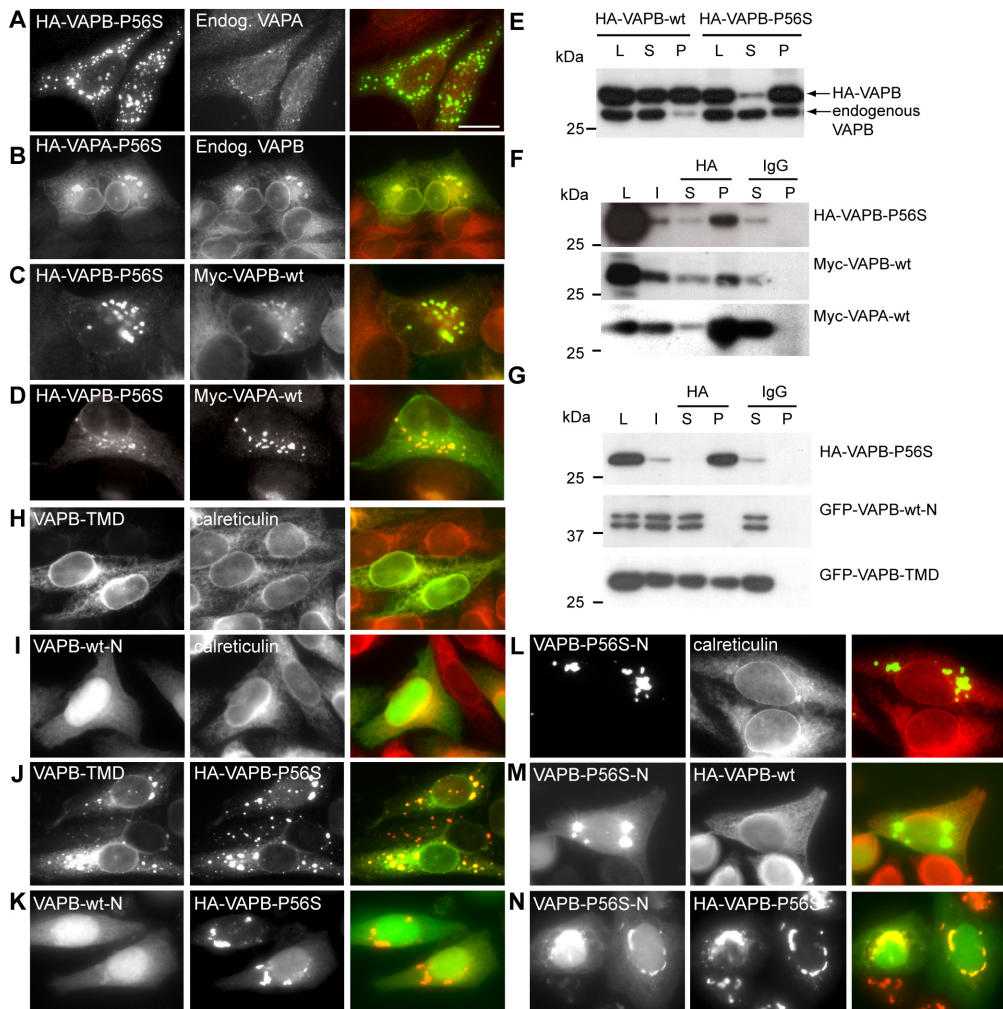 A
HA-VAPB-P56S
Endog. VAPA
B
HA-VAPA-P56S
Endog. VAPB
C
HA-VAPB-P56S
Myc-VAPB-wt
D
HA-VAPB-P56S
Myc-VAPA-wt
H
VAPB-TMD
calreticulin
I
VAPB-wt-N
calreticulin
J
VAPB-TMD
HA-VAPB-P56S
K
VAPB-wt-N
HA-VAPB-P56S
E
HA-VAPB-wt HA-VAPB-P56S
kDa
L S P L S P
HA-VAPB
endogenous
VAPB
25
F
HA IgG
kDa
L I S P S P
HA-VAPB-P56S
25
Myc-VAPB-wt
25
Myc-VAPA-wt
25
G
HA IgG
kDa
L I S P S P
HA-VAPB-P56S
25
GFP-VAPB-wt-N
37
GFP-VAPB-TMD
25
L
VAPB-P56S-N
calreticulin
M
VAPB-P56S-N
HA-VAPB-wt
N
VAPB-P56S-N
HA-VAPB-P56S